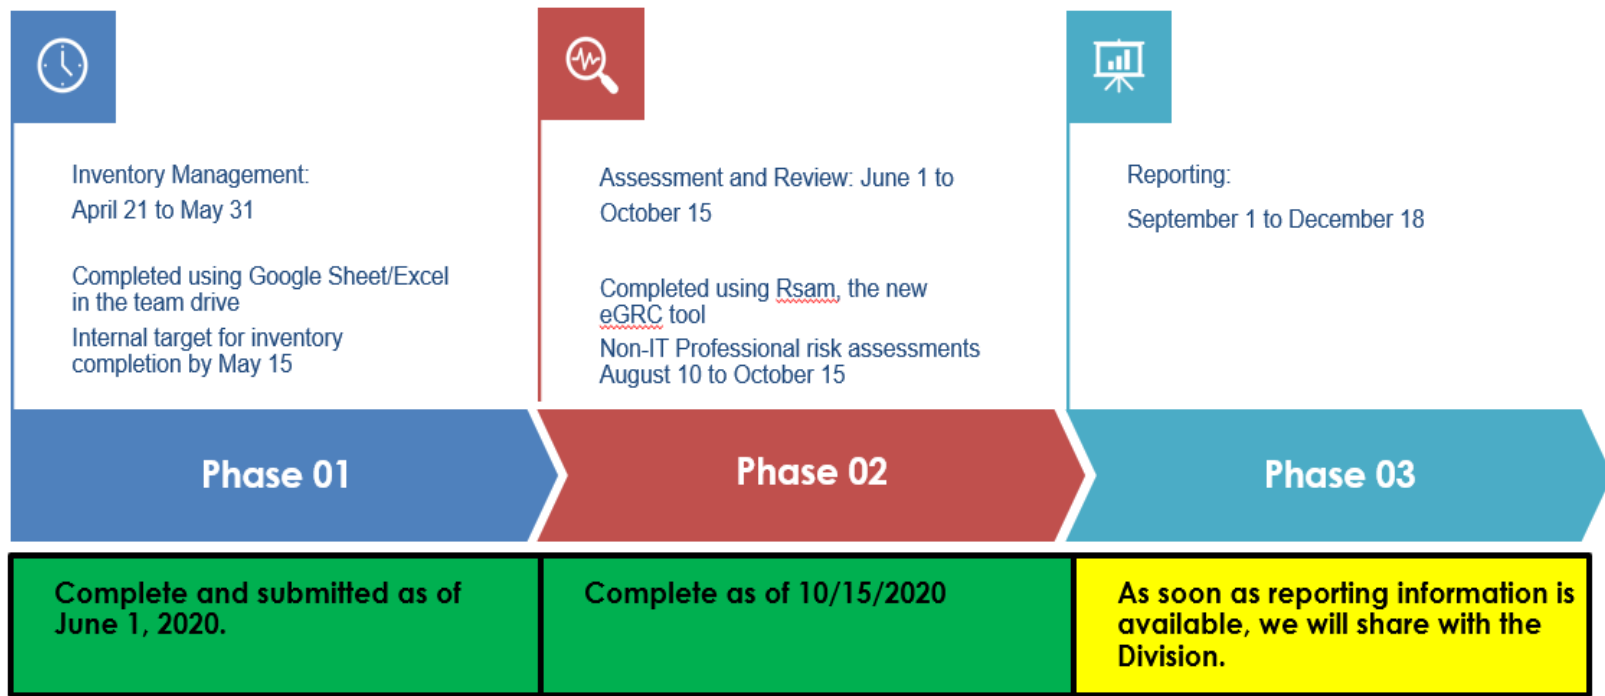 Inventory Management:
April 21 to May 31
Completed using Google Sheet/Excel
in the team drive
Internal target for inventory
completion by May 15
Assessment and Review: June 1 to
October 15
Completed using Rsam, the new
eGRC tool
Non-IT Professional risk assessments
August 10 to October 15
Reporting:
September 1 to December 18
Phase 01
Phase 02
Phase 03
Complete and submitted as of
June 1, 2020.
Complete as of 10/15/2020
As soon as reporting information is
available, we will share with the
Division.